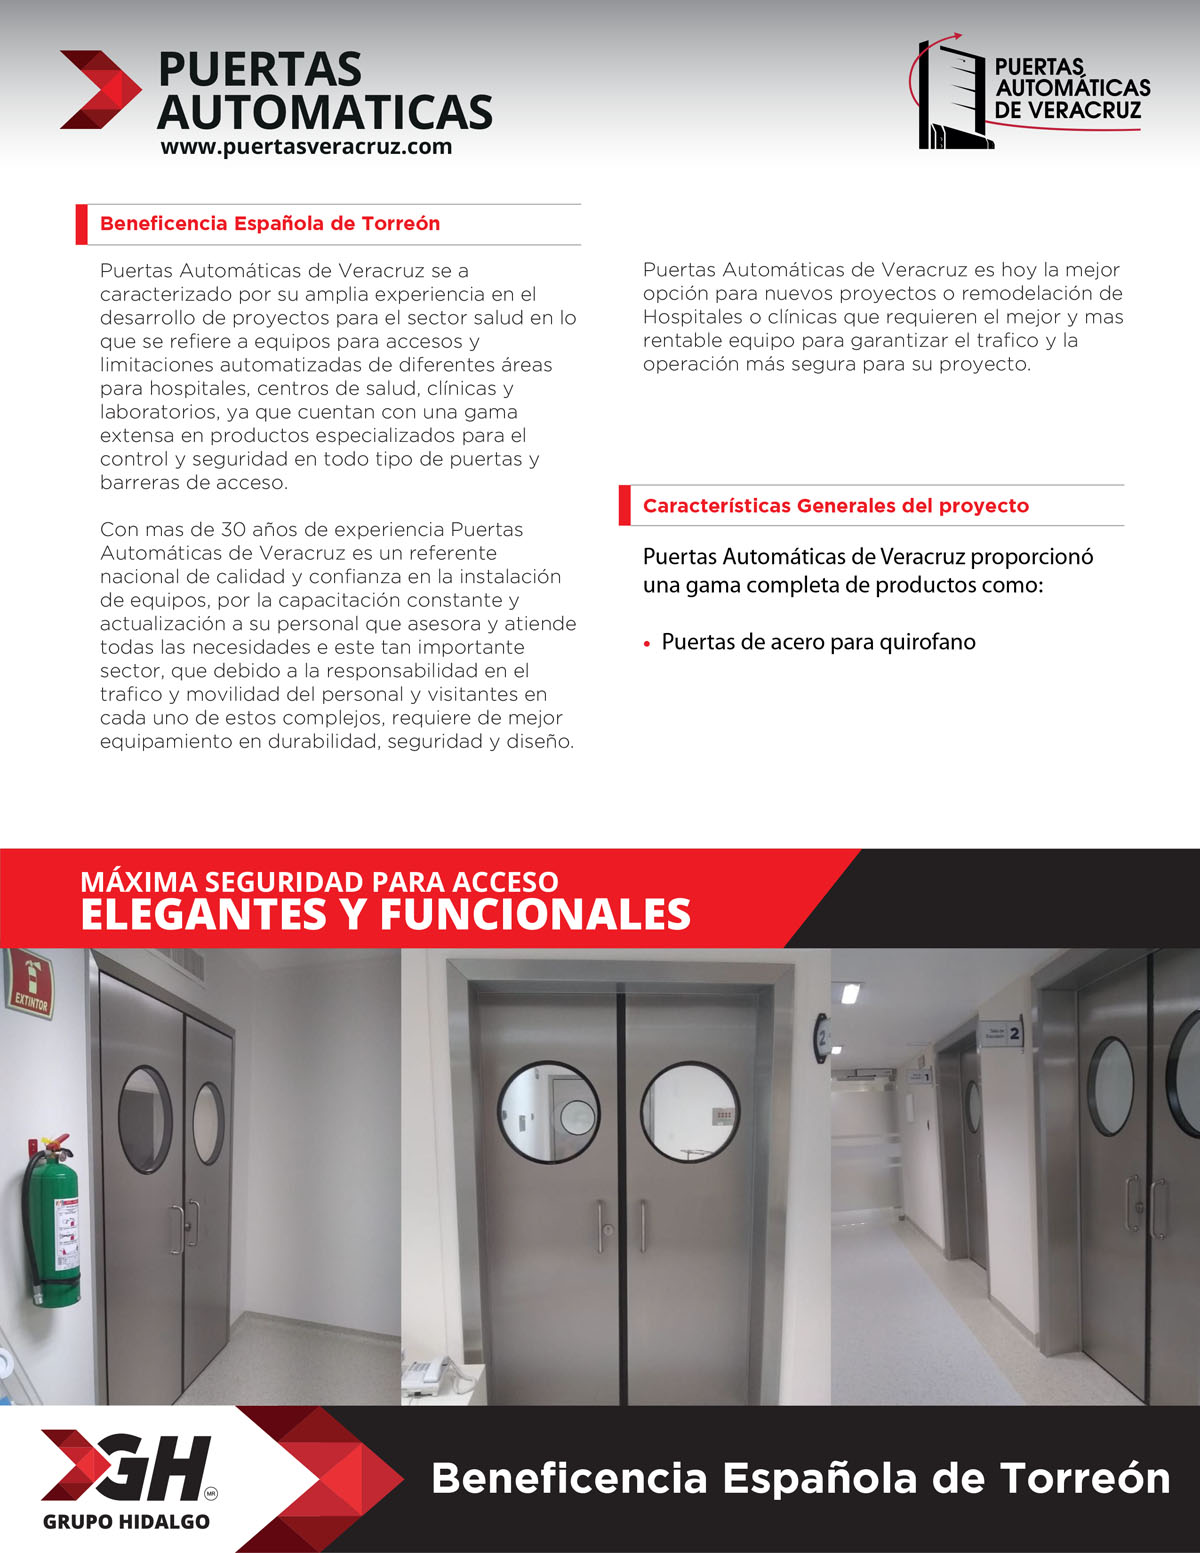 PUERTAS
AUTOMATICAS
www.puertasveracruz.com
PUERTAS
AUTOMÁTICAS
DE VERACRUZ
Beneficencia Española de Torreón
Puertas Automáticas de Veracruz se a
caracterizado por su amplia experiencia en el
desarrollo de proyectos para el sector salud en lo
que se refiere a equipos para accesos y
limitaciones automatizadas de diferentes áreas
para hospitales, centros de salud, clínicas y
laboratorios, ya que cuentan con una gama
extensa en productos especializados para el
control y seguridad en todo tipo de puertas y
barreras de acceso.
Con mas de 30 años de experiencia Puertas
Automáticas de Veracruz es un referente
nacional de calidad y confianza en la instalación
de equipos, por la capacitación constante y
actualización a su personal que asesora y atiende
todas las necesidades e este tan importante
sector, que debido a la responsabilidad en el
trafico y movilidad del personal y visitantes en
cada uno de estos complejos, requiere de mejor
equipamiento en durabilidad, seguridad y diseño.
Puertas Automáticas de Veracruz es hoy la mejor
opción para nuevos proyectos o remodelación de
Hospitales o clínicas que requieren el mejor y mas
rentable equipo para garantizar el trafico y la
operación más segura para su proyecto.
Características Generales del proyecto
Puertas Automáticas de Veracruz proporcionó
una gama completa de productos como:
• Puertas de acero para quirofano
MÁXIMA SEGURIDAD PARA ACCESO
ELEGANTES Y FUNCIONALES
EXTINTOR
2
2
1
GH
MR
GRUPO HIDALGO
Beneficencia Española de Torreón